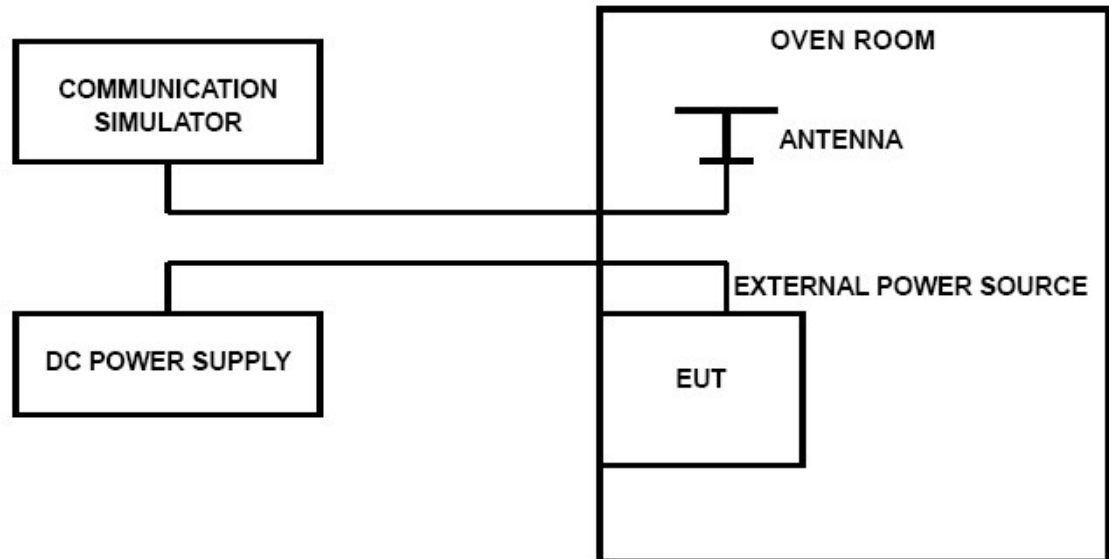 OVEN ROOM
COMMUNICATION
SIMULATOR
ANTENNA
EXTERNAL POWER SOURCE
DC POWER SUPPLY
EUT